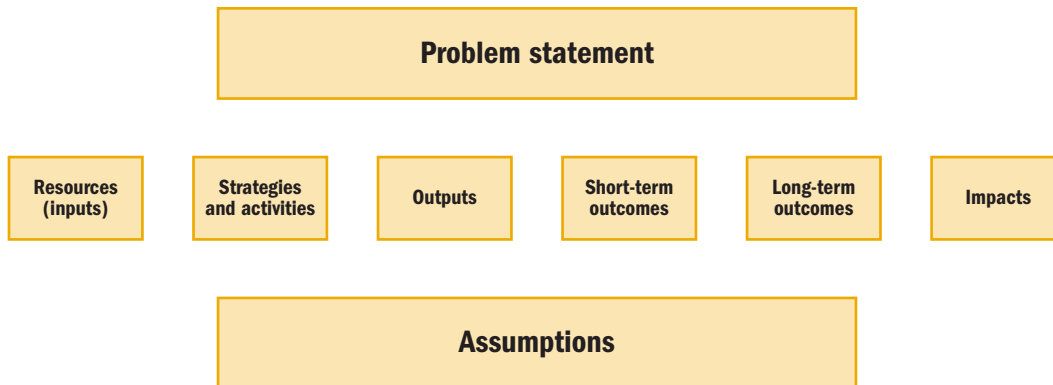 Problem statement
Resources
(inputs)
Strategies
and activities
Outputs
Short-term
outcomes
Long-term
outcomes
Impacts
Assumptions